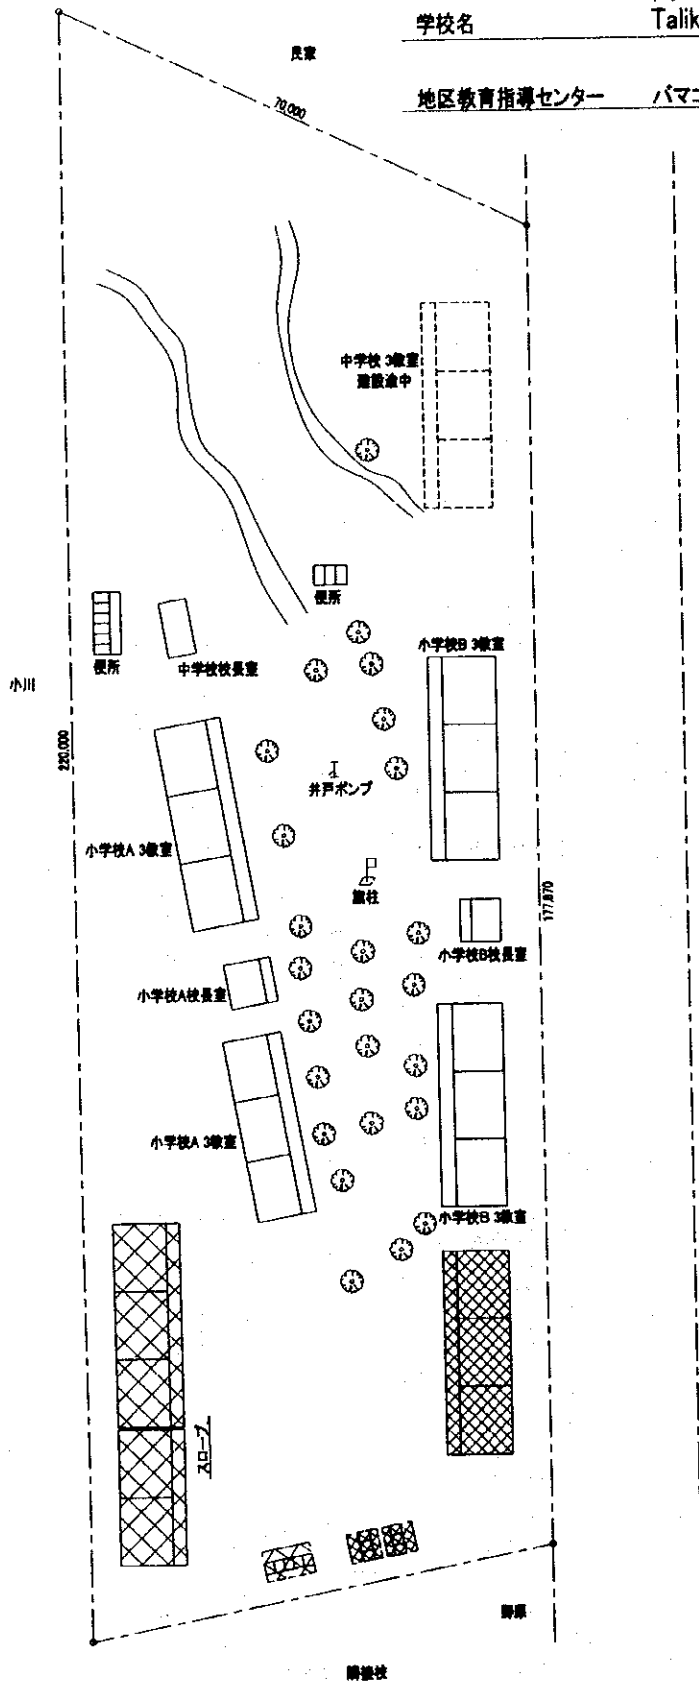 学校名 Talik
地区教育指導センター バマコ
民家
70,000
中学校 3教室
建設途中
便所
便所
中学校校長室
小学校B 3教室
小川
220,000
井戸ポンプ
小学校A 3教室
旗柱
177,870
小学校B校長室
小学校A校長室
小学校A 3教室
小学校B 3教室
スロープ
野原
隣接校